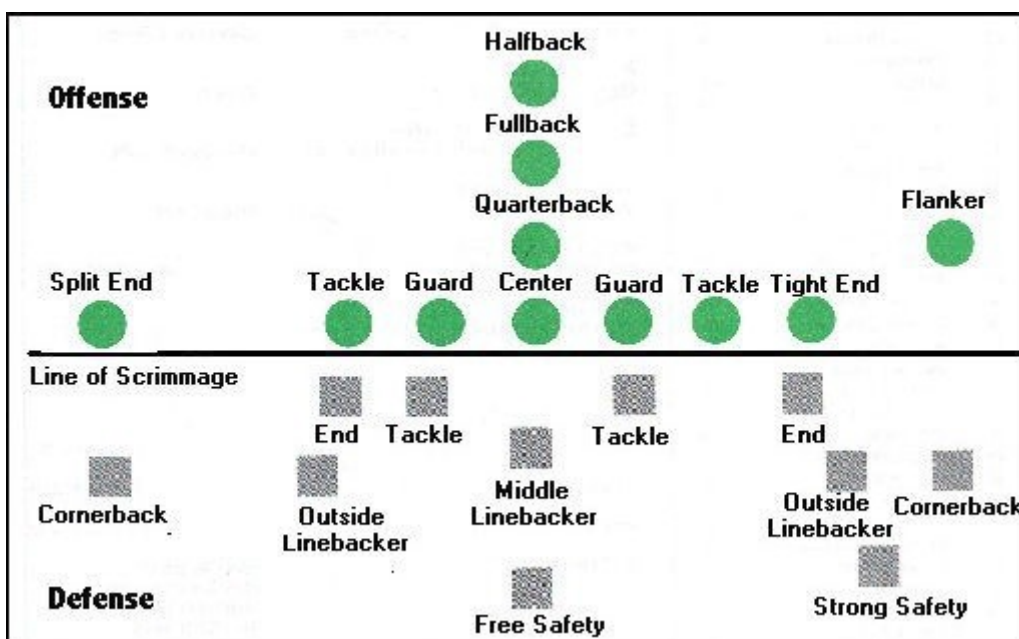 Halfback
Offense
Fullback
Quarterback
Flanker
Split End
Tackle
Guard
Center
Guard
Tackle
Tight End
Line of Scrimmage
End
Tackle
Tackle
End
Cornerback
Outside
Linebacker
Middle
Linebacker
Outside
Linebacker
Cornerback
Defense
Free Safety
Strong Safety